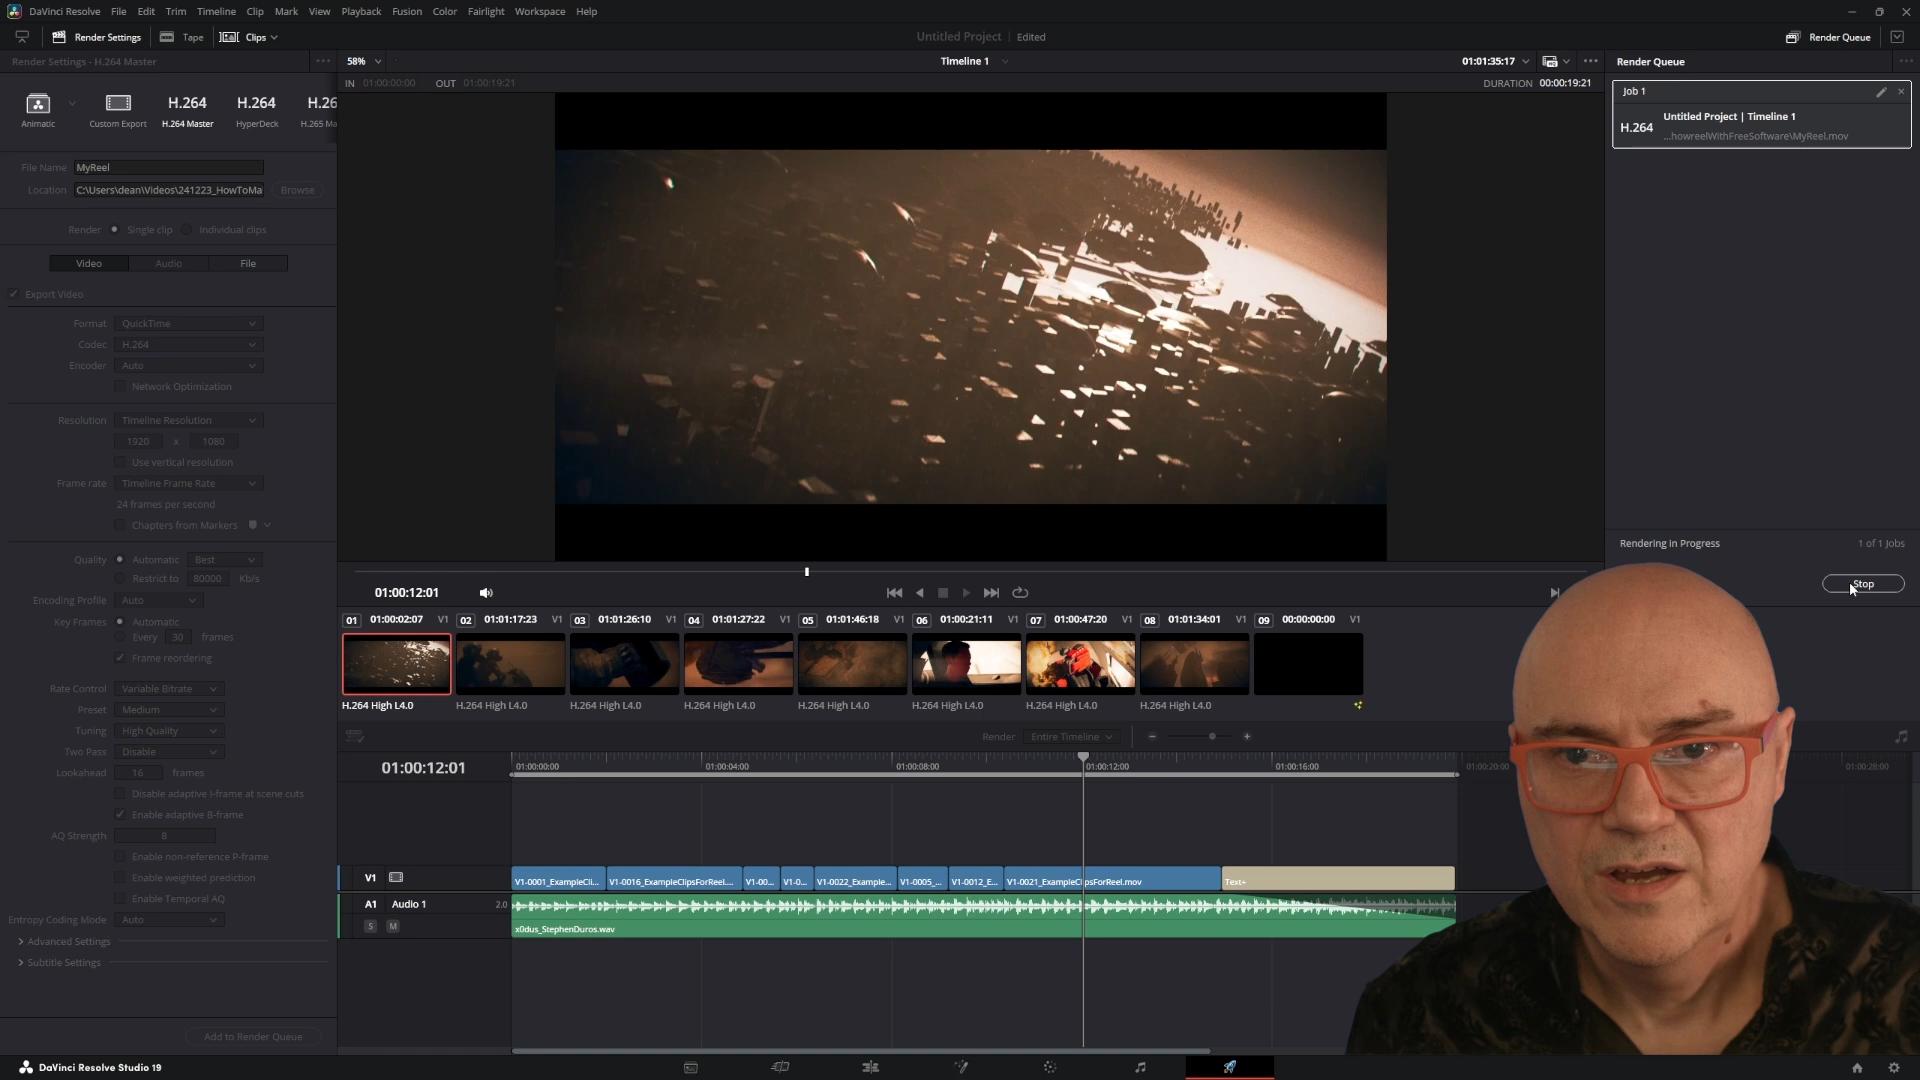 DaVinci Resolve File Edit Trim Timeline Clip Mark View Playback Fusion Color Fairlight Workspace Help
Render Settings Tape Clips Untitled Project Edited Render Queue
Render Settings - H.264 Master 58% Timeline 1 01:01:35:17 Render Queue
IN 01:00:00:00 OUT 01:00:19:21 DURATION 00:00:19:21
H.264 H.264 H.26
Animatic Custom Export H.264 Master HyperDeck H.265 Ma
Job 1
Untitled Project | Timeline 1
H.264
...howreelWithFreeSoftware\MyReel.mov
File Name MyReel
Location C:\Users\dean\Videos\241223_HowToMa Browse
Render Single clip Individual clips
Video Audio File
Export Video
Format QuickTime
Codec H.264
Encoder Auto
Network Optimization
Resolution Timeline Resolution
1920 x 1080
Use vertical resolution
Frame rate Timeline Frame Rate
24 frames per second
Chapters from Markers
Quality Automatic Best
Restrict to 80000 Kb/s
Encoding Profile Auto
Key Frames Automatic
Every 30 frames
Frame reordering
Rate Control Variable Bitrate
Preset Medium
Tuning High Quality
Two Pass Disable
Lookahead 16 frames
Disable adaptive I-frame at scene cuts
Enable adaptive B-frame
AQ Strength 8
Enable non-reference P-frame
Enable weighted prediction
Enable Temporal AQ
Entropy Coding Mode Auto
Advanced Settings
Subtitle Settings
Add to Render Queue
Rendering In Progress 1 of 1 Jobs
Stop
01:00:12:01
01 01:00:02:07 V1 02 01:01:17:23 V1 03 01:01:26:10 V1 04 01:01:27:22 V1 05 01:01:46:18 V1 06 01:00:21:11 V1 07 01:00:47:20 V1 08 01:01:34:01 V1 09 00:00:00:00 V1
H.264 High L4.0 H.264 High L4.0 H.264 High L4.0 H.264 High L4.0 H.264 High L4.0 H.264 High L4.0 H.264 High L4.0 H.264 High L4.0
Render Entire Timeline
01:00:12:01 01:00:00:00 01:00:04:00 01:00:08:00 01:00:12:00 01:00:16:00 01:00:20:00 01:00:28:00
V1 V1-0001_ExampleCli... V1-0016_ExampleClipsForReel.... V1-00... V1-0... V1-0022_Example... V1-0005_... V1-0012_E... V1-0021_ExampleClipsForReel.mov Text+
A1 Audio 1 2.0
S M x0dus_StephenDuros.wav
DaVinci Resolve Studio 19